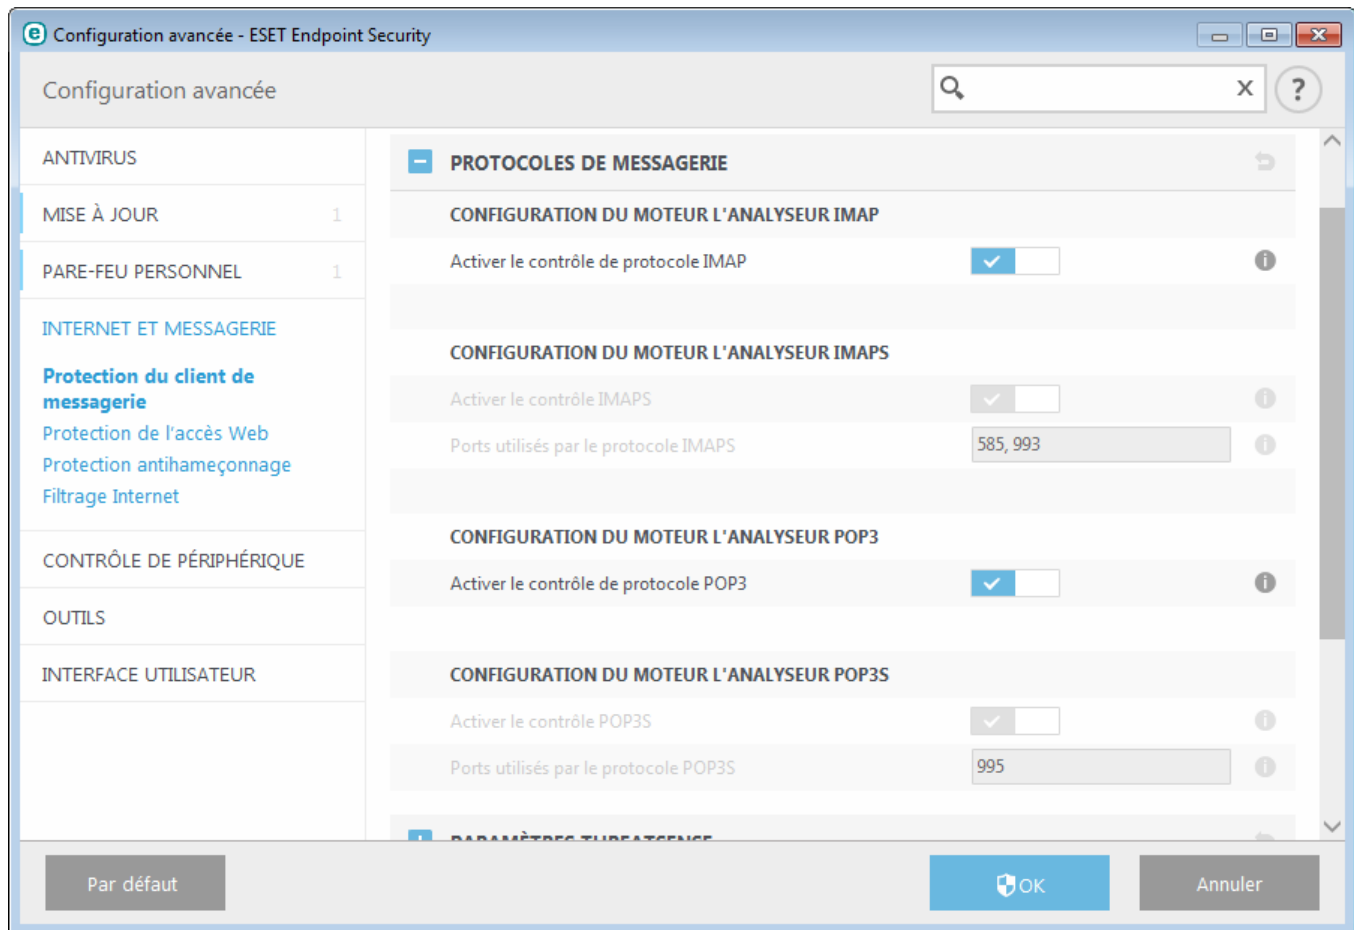 Configuration avancée - ESET Endpoint Security
Configuration avancée
ANTIVIRUS
MISE À JOUR 1
PARE-FEU PERSONNEL 1
INTERNET ET MESSAGERIE
Protection du client de
messagerie
Protection de l'accès Web
Protection antihameçonnage
Filtrage Internet
CONTRÔLE DE PÉRIPHÉRIQUE
OUTILS
INTERFACE UTILISATEUR
PROTOCOLES DE MESSAGERIE
CONFIGURATION DU MOTEUR L'ANALYSEUR IMAP
Activer le contrôle de protocole IMAP
CONFIGURATION DU MOTEUR L'ANALYSEUR IMAPS
Activer le contrôle IMAPS
Ports utilisés par le protocole IMAPS 585, 993
CONFIGURATION DU MOTEUR L'ANALYSEUR POP3
Activer le contrôle de protocole POP3
CONFIGURATION DU MOTEUR L'ANALYSEUR POP3S
Activer le contrôle POP3S
Ports utilisés par le protocole POP3S 995
PARAMÈTRES THREATSENSE
Par défaut
OK
Annuler